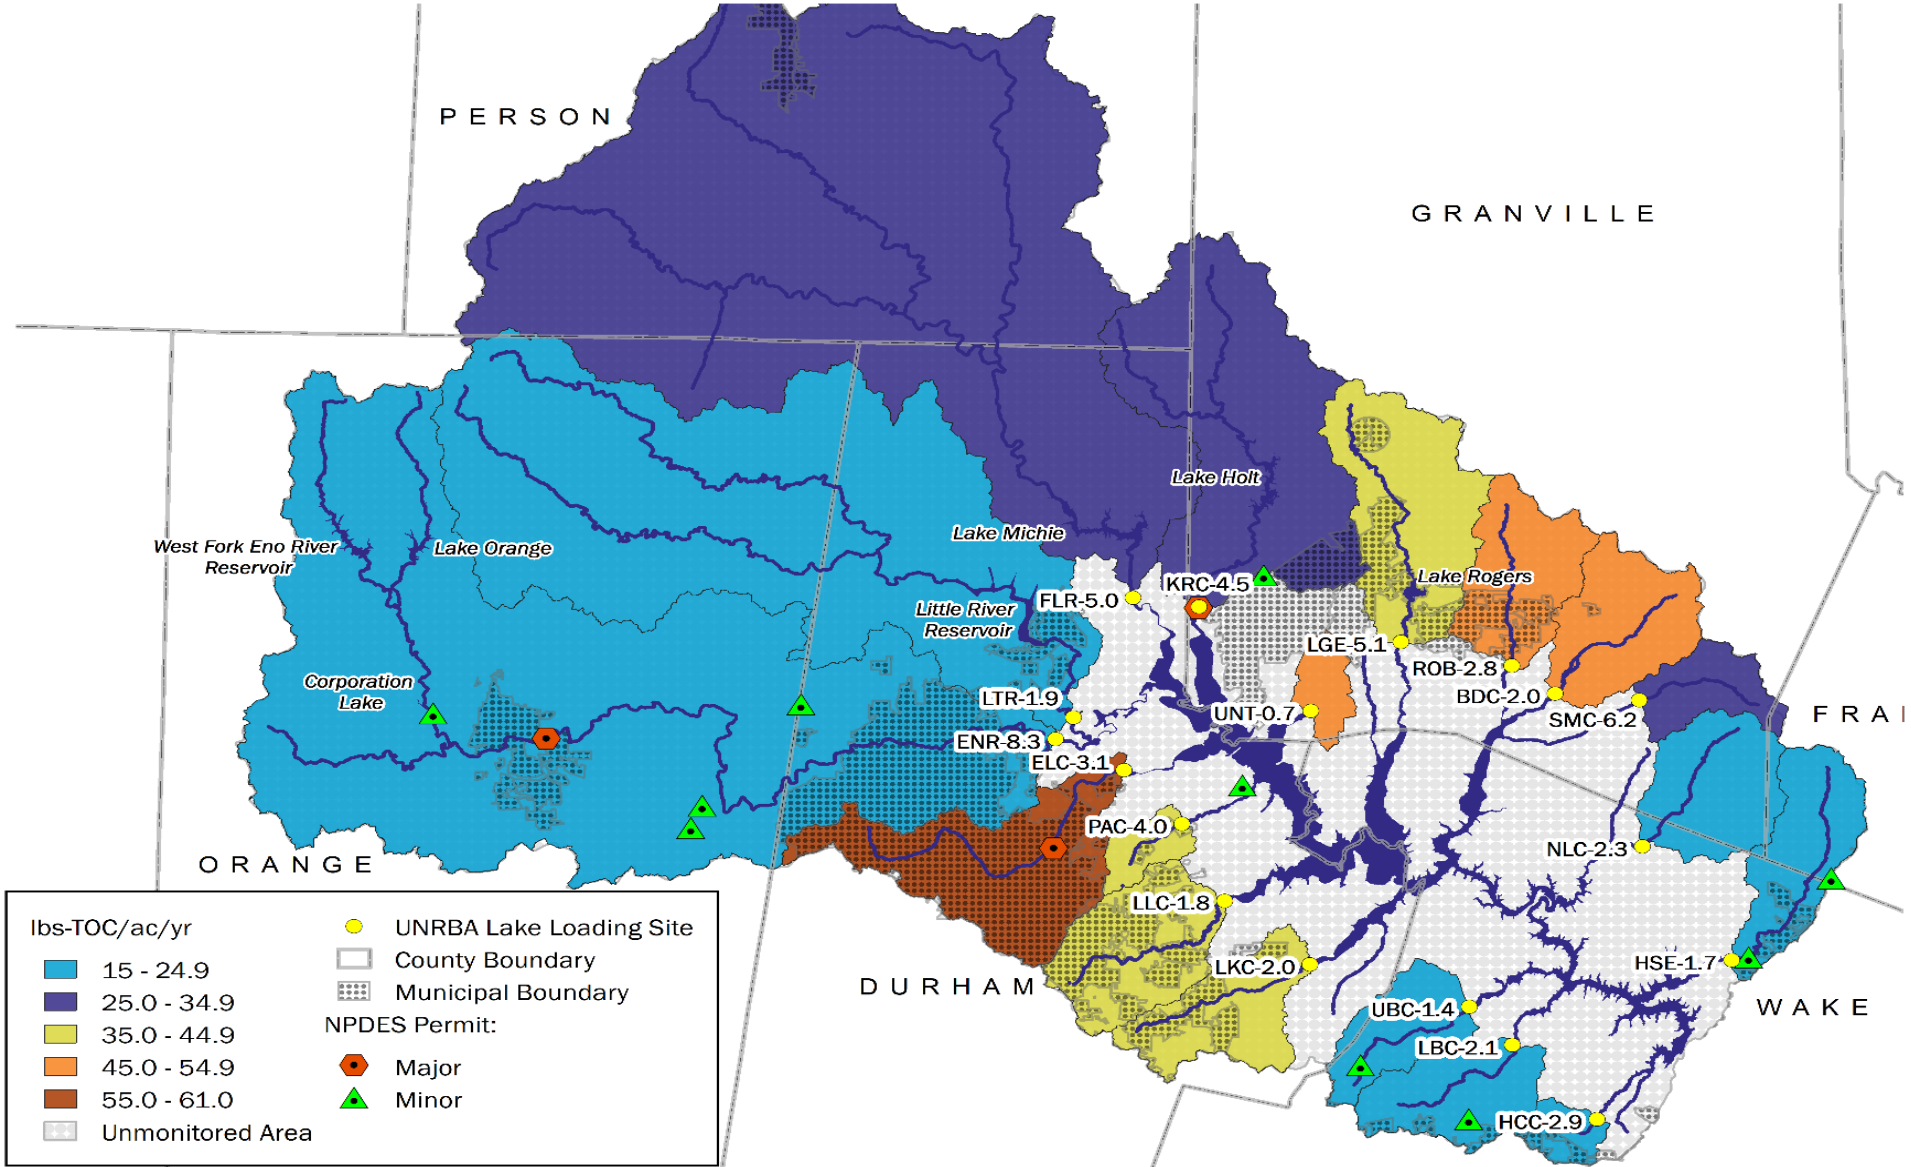 PERSON
GRANVILLE
Lake Holt
Lake Michie
West Fork Eno River
Reservoir
Lake Orange
Lake Rogers
KRC-4.5
FLR-5.0
Little River
Reservoir
LGE-5.1
ROB-2.8
Corporation
Lake
LTR-1.9
BDC-2.0
UNT-0.7
SMC-6.2
FRA
ENR-8.3
ELC-3.1
PAC-4.0
NLC-2.3
ORANGE
LLC-1.8
LKC-2.0
HSE-1.7
DURHAM
UBC-1.4
WAKE
LBC-2.1
HCC-2.9
lbs-TOC/ac/yr
15 - 24.9
25.0 - 34.9
35.0 - 44.9
45.0 - 54.9
55.0 - 61.0
Unmonitored Area
UNRBA Lake Loading Site
County Boundary
Municipal Boundary
NPDES Permit:
Major
Minor